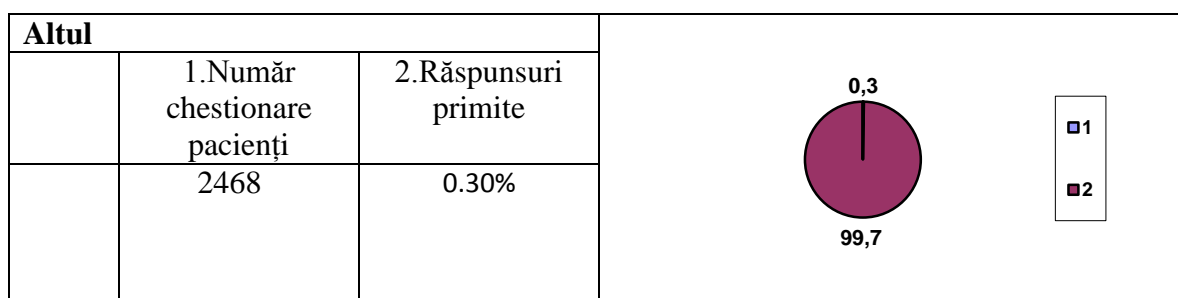 Altul
1.Număr
chestionare
pacienți
2.Răspunsuri
primite
2468
0.30%
0,3
99,7
1
2